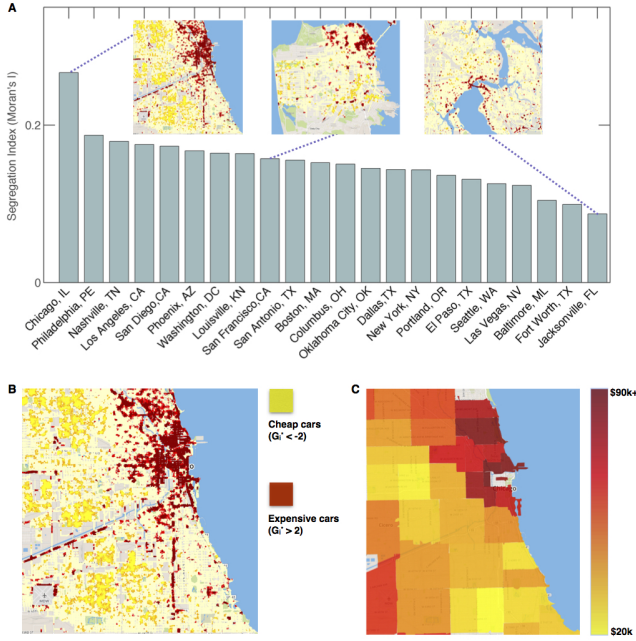 A
Segregation Index (Moran's I)
0.2
0
Chicago, IL
Philadelphia, PE
Nashville, TN
Los Angeles, CA
San Diego,CA
Phoenix, AZ
Washington, DC
Louisville, KN
San Francisco,CA
San Antonio, TX
Boston, MA
Columbus, OH
Oklahoma City, OK
Dallas,TX
New York, NY
Portland, OR
El Paso, TX
Seattle, WA
Las Vegas, NV
Baltimore, ML
Fort Worth, TX
Jacksonville, FL
B
Cheap cars
(Gᵢ* < -2)
Expensive cars
(Gᵢ* > 2)
C
$90k+
$20k